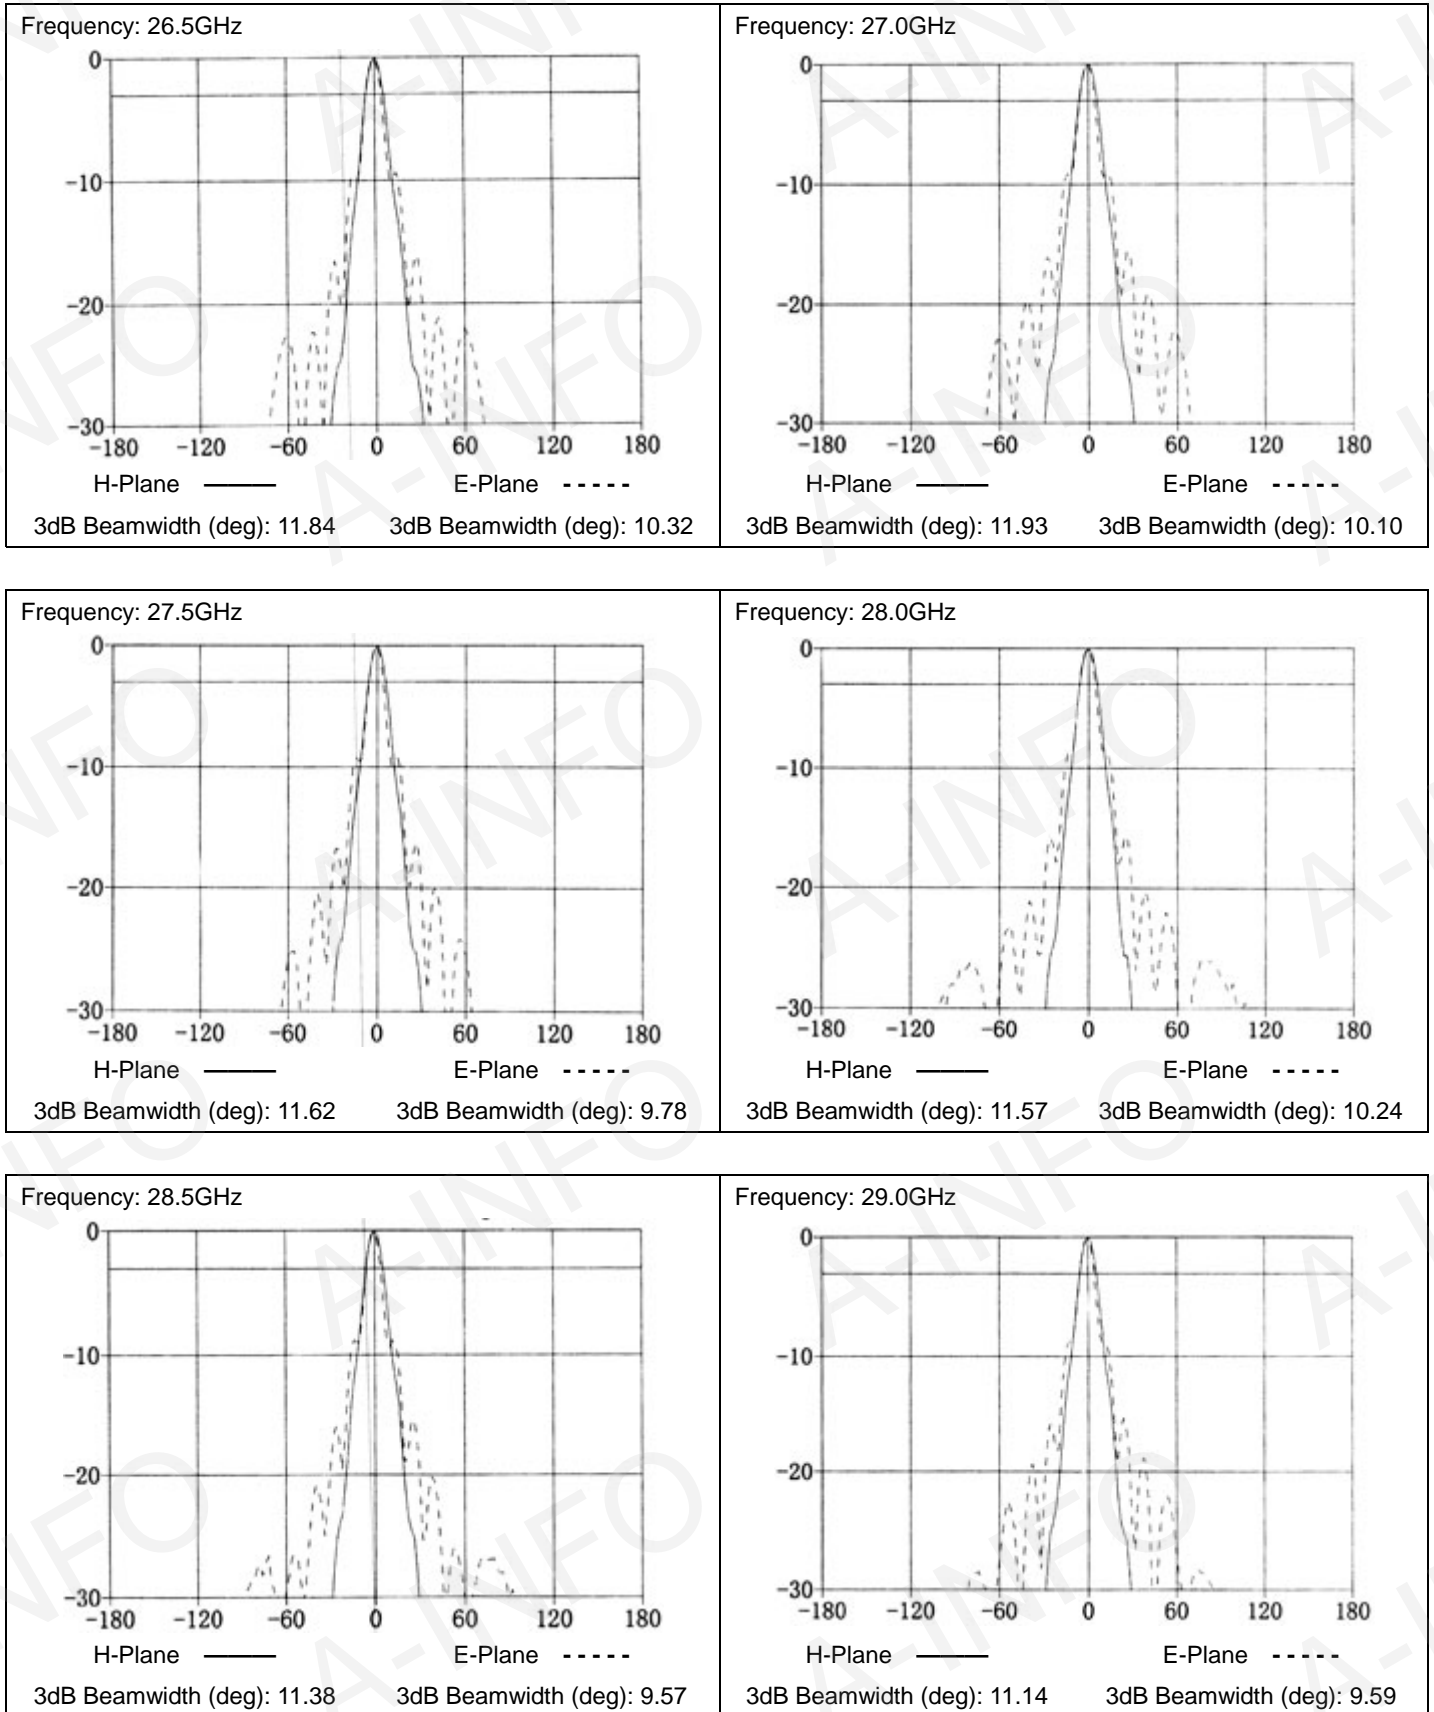 Frequency: 26.5GHz
0
-10
-20
-30
-180 -120 -60 0 60 120 180
H-Plane E-Plane
3dB Beamwidth (deg): 11.84 3dB Beamwidth (deg): 10.32
Frequency: 27.0GHz
0
-10
-20
-30
-180 -120 -60 0 60 120 180
H-Plane E-Plane
3dB Beamwidth (deg): 11.93 3dB Beamwidth (deg): 10.10
Frequency: 27.5GHz
0
-10
-20
-30
-180 -120 -60 0 60 120 180
H-Plane E-Plane
3dB Beamwidth (deg): 11.62 3dB Beamwidth (deg): 9.78
Frequency: 28.0GHz
0
-10
-20
-30
-180 -120 -60 0 60 120 180
H-Plane E-Plane
3dB Beamwidth (deg): 11.57 3dB Beamwidth (deg): 10.24
Frequency: 28.5GHz
0
-10
-20
-30
-180 -120 -60 0 60 120 180
H-Plane E-Plane
3dB Beamwidth (deg): 11.38 3dB Beamwidth (deg): 9.57
Frequency: 29.0GHz
0
-10
-20
-30
-180 -120 -60 0 60 120 180
H-Plane E-Plane
3dB Beamwidth (deg): 11.14 3dB Beamwidth (deg): 9.59
A-INFO